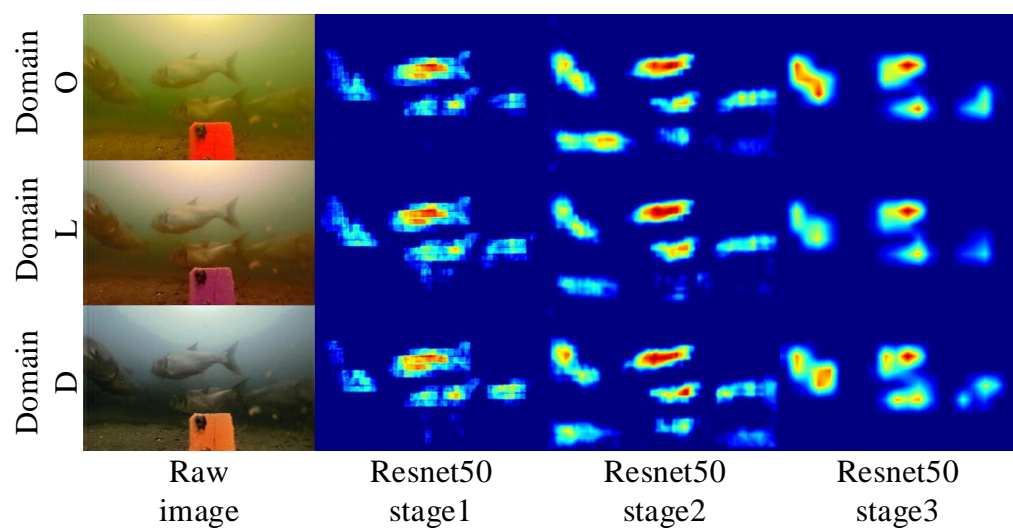 Domain
O
Domain
L
Domain
D
Raw
image
Resnet50
stage1
Resnet50
stage2
Resnet50
stage3